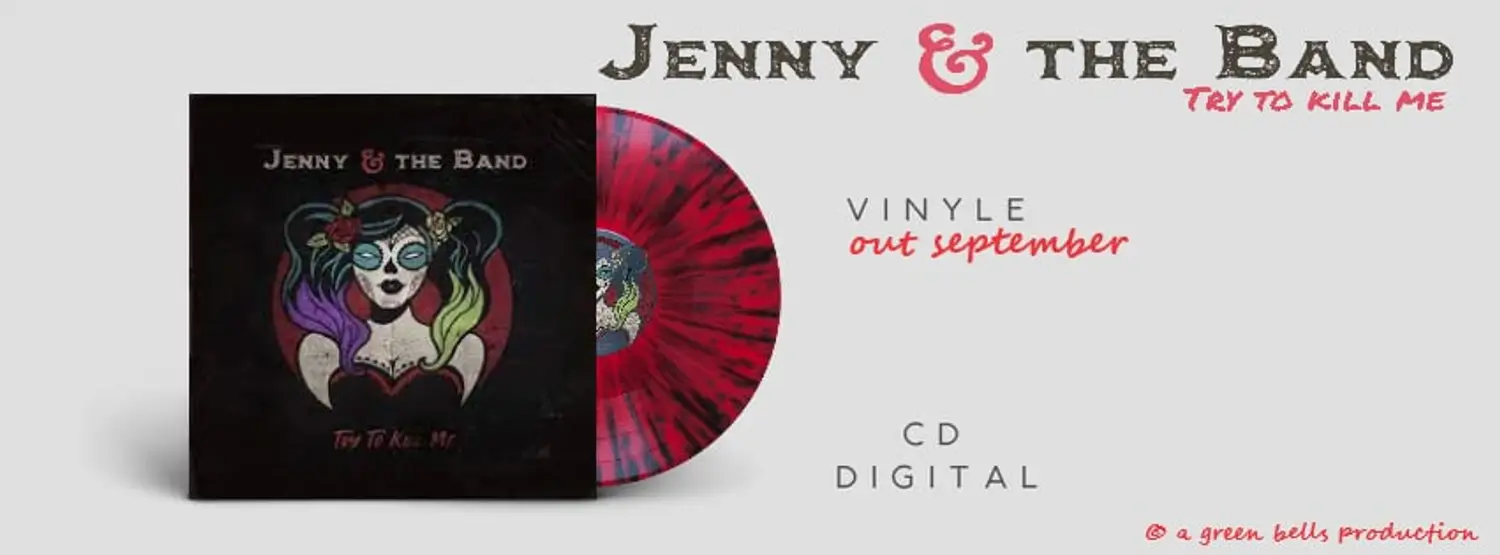 JENNY & THE BAND
TRY TO KILL ME
JENNY & THE BAND
TRY TO KILL ME
VINYLE
out september
CD
DIGITAL
© a green bells production